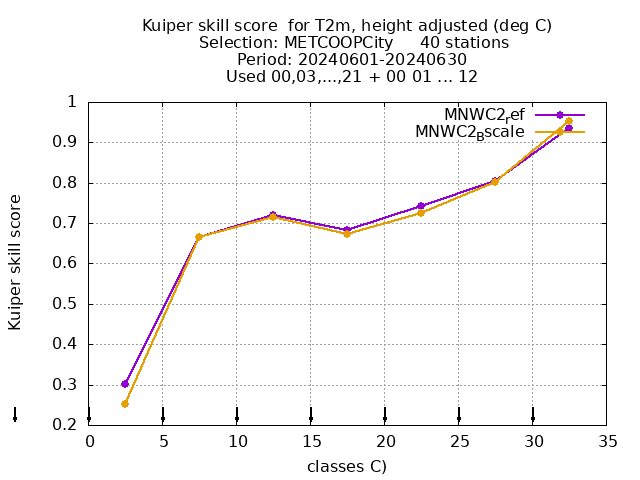 Kuiper skill score  for T2m, height adjusted (deg C)
Selection: METCOOPCity     40 stations
Period: 20240601-20240630
Used 00,03,...,21 + 00 01 ... 12
MNWC2ref
MNWC2Bscale
1
0.9
0.8
0.7
0.6
0.5
0.4
0.3
0.2
Kuiper skill score
0 5 10 15 20 25 30 35
classes C)